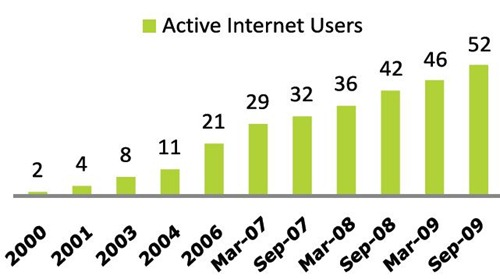 Active Internet Users
2 4 8 11 21 29 32 36 42 46 52
2000 2001 2003 2004 2006 Mar-07 Sep-07 Mar-08 Sep-08 Mar-09 Sep-09